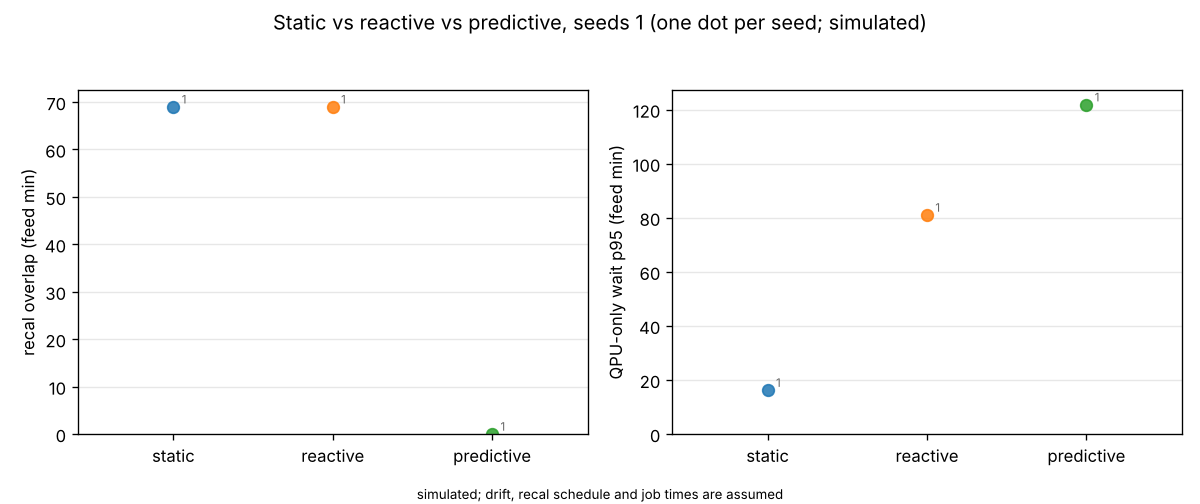 Static vs reactive vs predictive, seeds 1 (one dot per seed; simulated)
recal overlap (feed min)
70
60
50
40
30
20
10
0
1
1
1
static
reactive
predictive
QPU-only wait p95 (feed min)
120
100
80
60
40
20
0
1
1
1
static
reactive
predictive
simulated; drift, recal schedule and job times are assumed